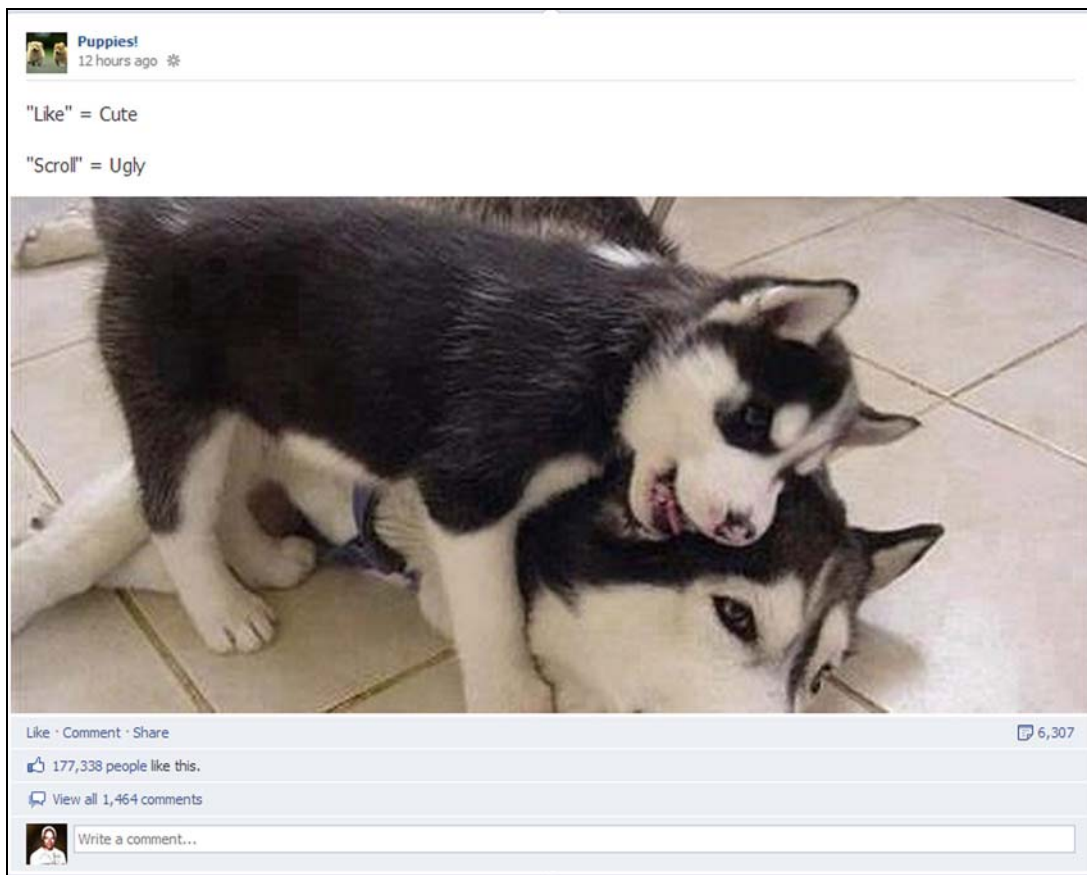 Puppies!
12 hours ago
"Like" = Cute
"Scroll" = Ugly
Like · Comment · Share 6,307
177,338 people like this.
View all 1,464 comments
Write a comment...